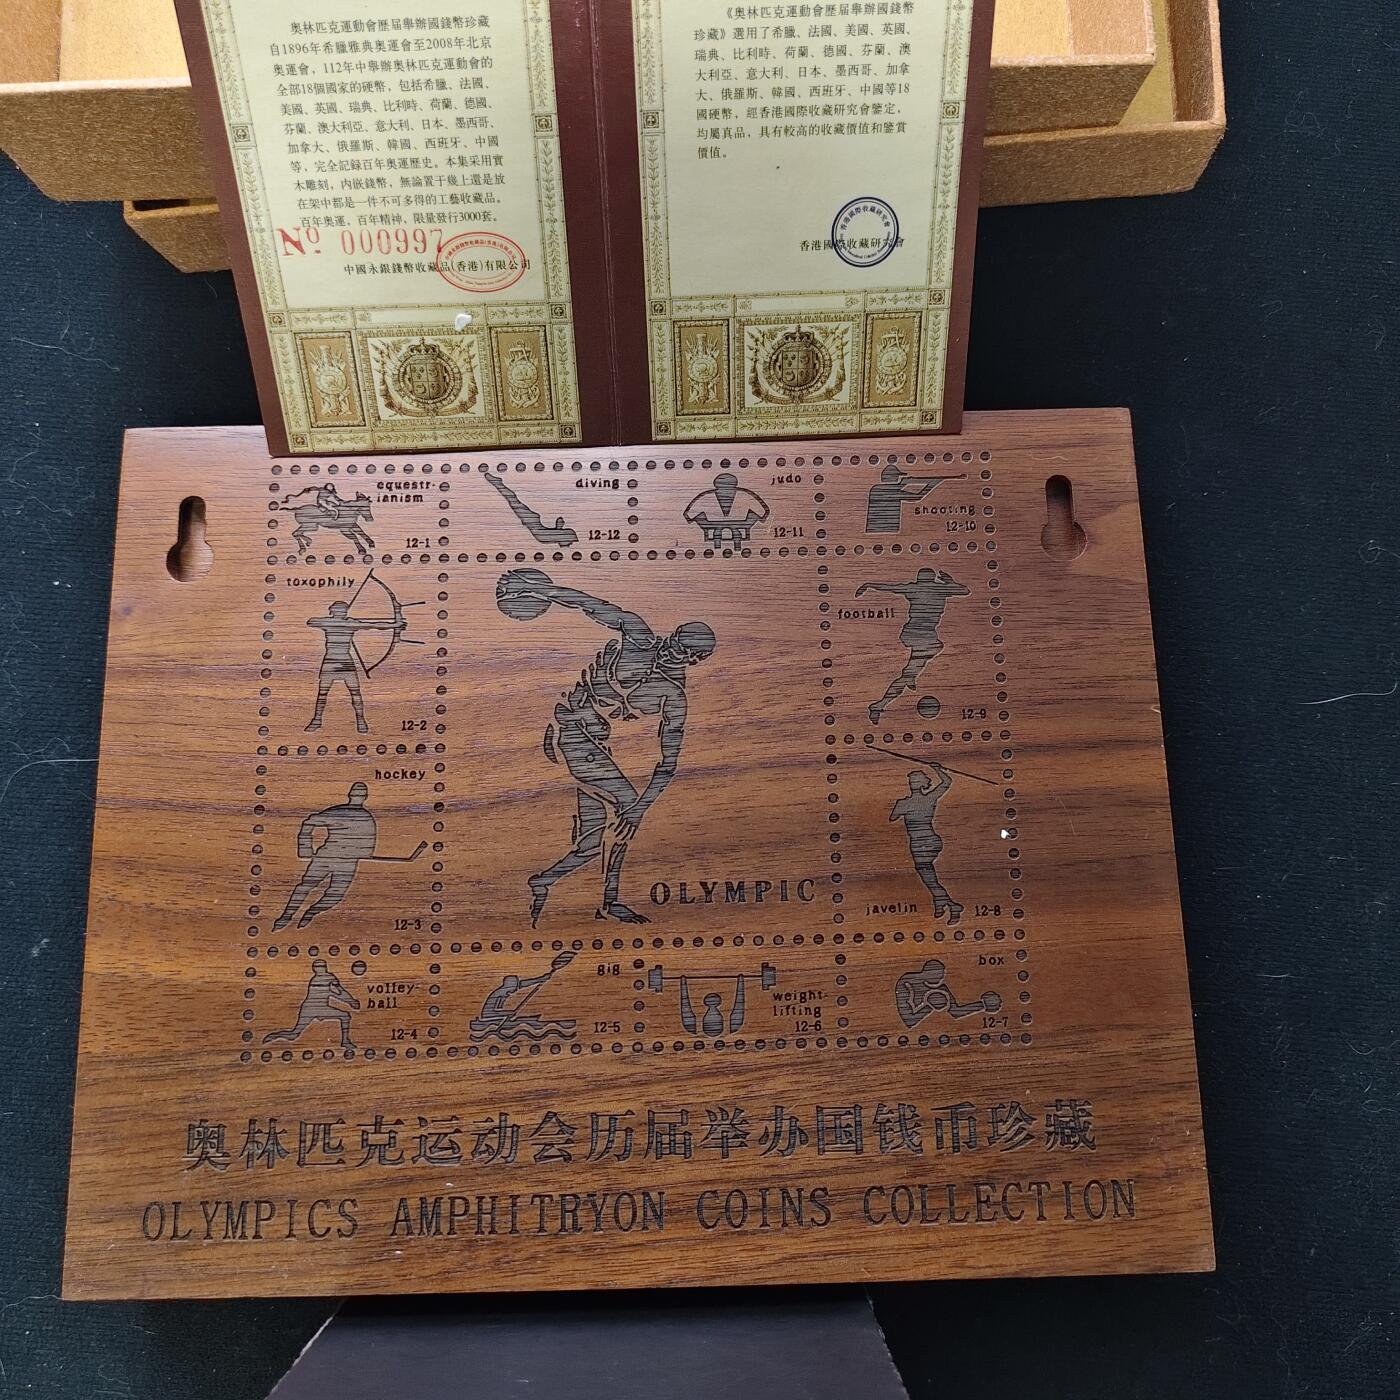 奧林匹克運動會歷届舉辦國錢幣珍藏
自1896年希臘雅典奧運會至2008年北京
奧運會，112年中舉辦奧林匹克運動會的
全部18個國家的硬幣，包括希臘、法國、
美國、英國、瑞典、比利時、荷蘭、德國、
芬蘭、澳大利亞、意大利、日本、墨西哥、
加拿大、俄羅斯、韓國、西班牙、中國
等，完全記録百年奧運歷史。本集采用實
木雕刻，内嵌錢幣，無論置于幾上還是放
在架中都是一件不可多得的工藝收藏品。
百年奧運，百年精神，限量發行3000套。
Nº 000997
中國永銀錢幣收藏品(香港)有限公司
《奧林匹克運動會歷届舉辦國錢幣
珍藏》選用了希臘、法國、美國、英國、
瑞典、比利時、荷蘭、德國、芬蘭、澳
大利亞、意大利、日本、墨西哥、加拿
大、俄羅斯、韓國、西班牙、中國等18
國硬幣，經香港國際收藏研究會鑒定，
均屬真品，具有較高的收藏價值和鑒賞
價值。
香港國際收藏研究會
equestr-
ianism
12-1
diving
12-12
judo
12-11
shooting
12-10
toxophily
12-2
football
12-9
hockey
12-3
OLYMPIC
javelin
12-8
volley-
ball
12-4
gig
12-5
weight-
lifting
12-6
box
12-7
奥林匹克运动会历届举办国钱币珍藏
OLYMPICS AMPHITRYON COINS COLLECTION